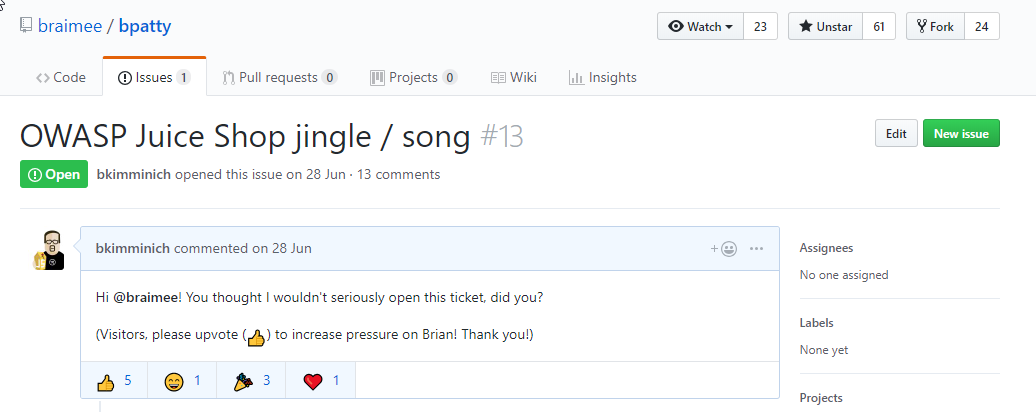 braimee / bpatty
Watch 23
Unstar 61
Fork 24
Code
Issues 1
Pull requests 0
Projects 0
Wiki
Insights
OWASP Juice Shop jingle / song #13
Edit
New issue
Open
bkimminich opened this issue on 28 Jun · 13 comments
bkimminich commented on 28 Jun
Hi @braimee! You thought I wouldn't seriously open this ticket, did you?
(Visitors, please upvote (👍) to increase pressure on Brian! Thank you!)
👍 5
😄 1
🎉 3
❤️ 1
Assignees
No one assigned
Labels
None yet
Projects